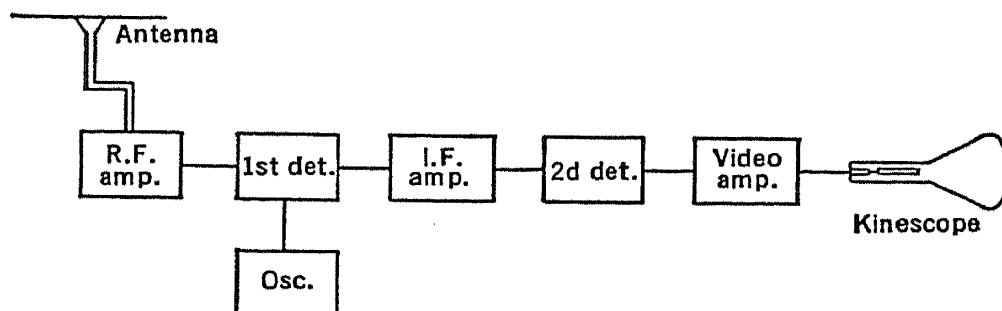 Antenna
R.F.
amp.
1st det.
I.F.
amp.
2d det.
Video
amp.
Kinescope
Osc.